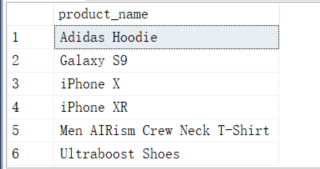 product_name
1 Adidas Hoodie
2 Galaxy S9
3 iPhone X
4 iPhone XR
5 Men AIRism Crew Neck T-Shirt
6 Ultraboost Shoes